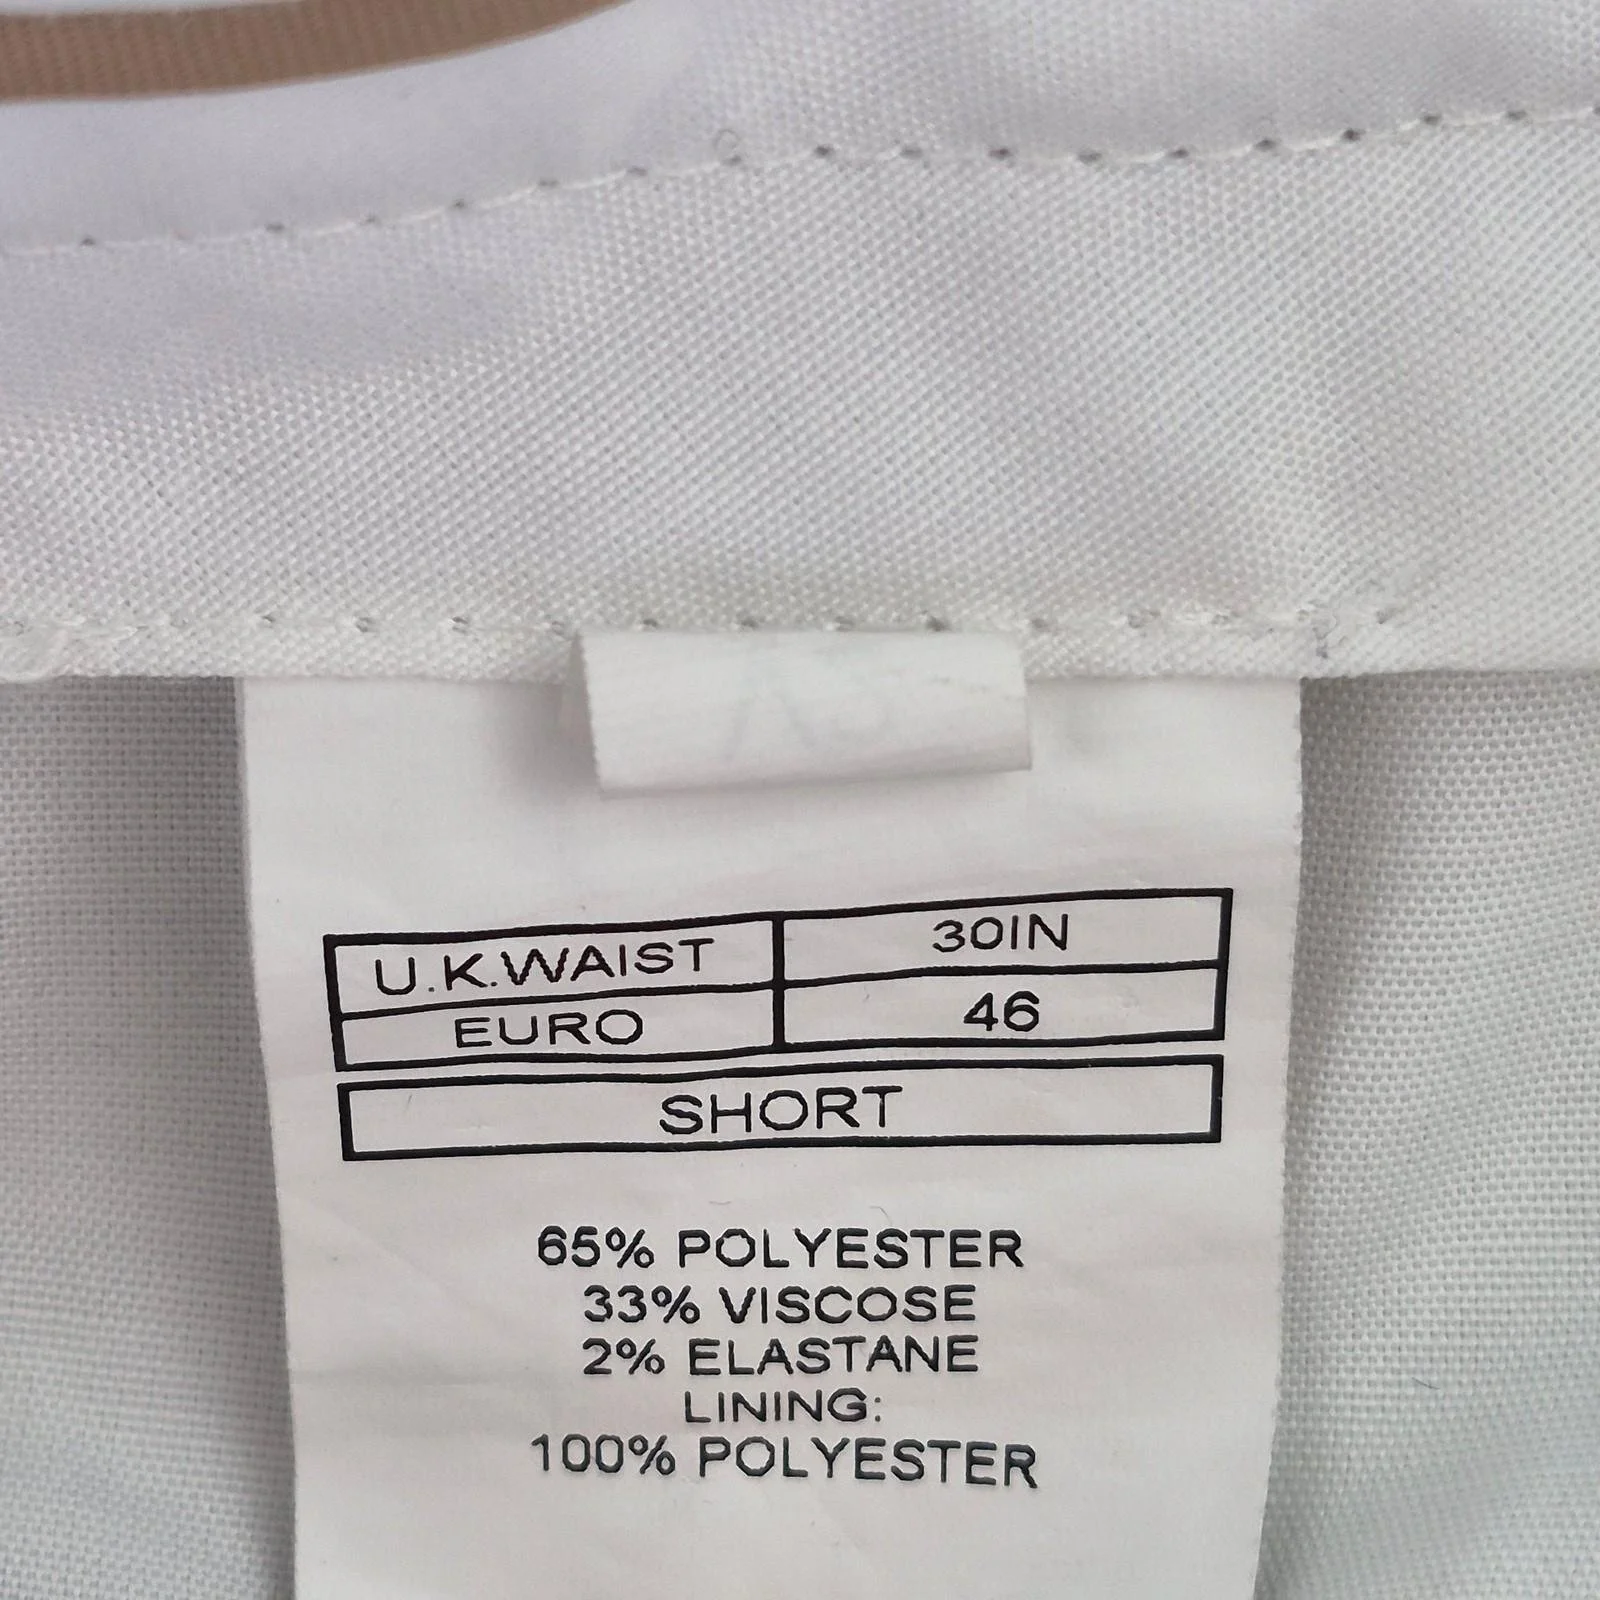 U.K.WAIST 30IN
EURO 46
SHORT
65% POLYESTER
33% VISCOSE
2% ELASTANE
LINING:
100% POLYESTER